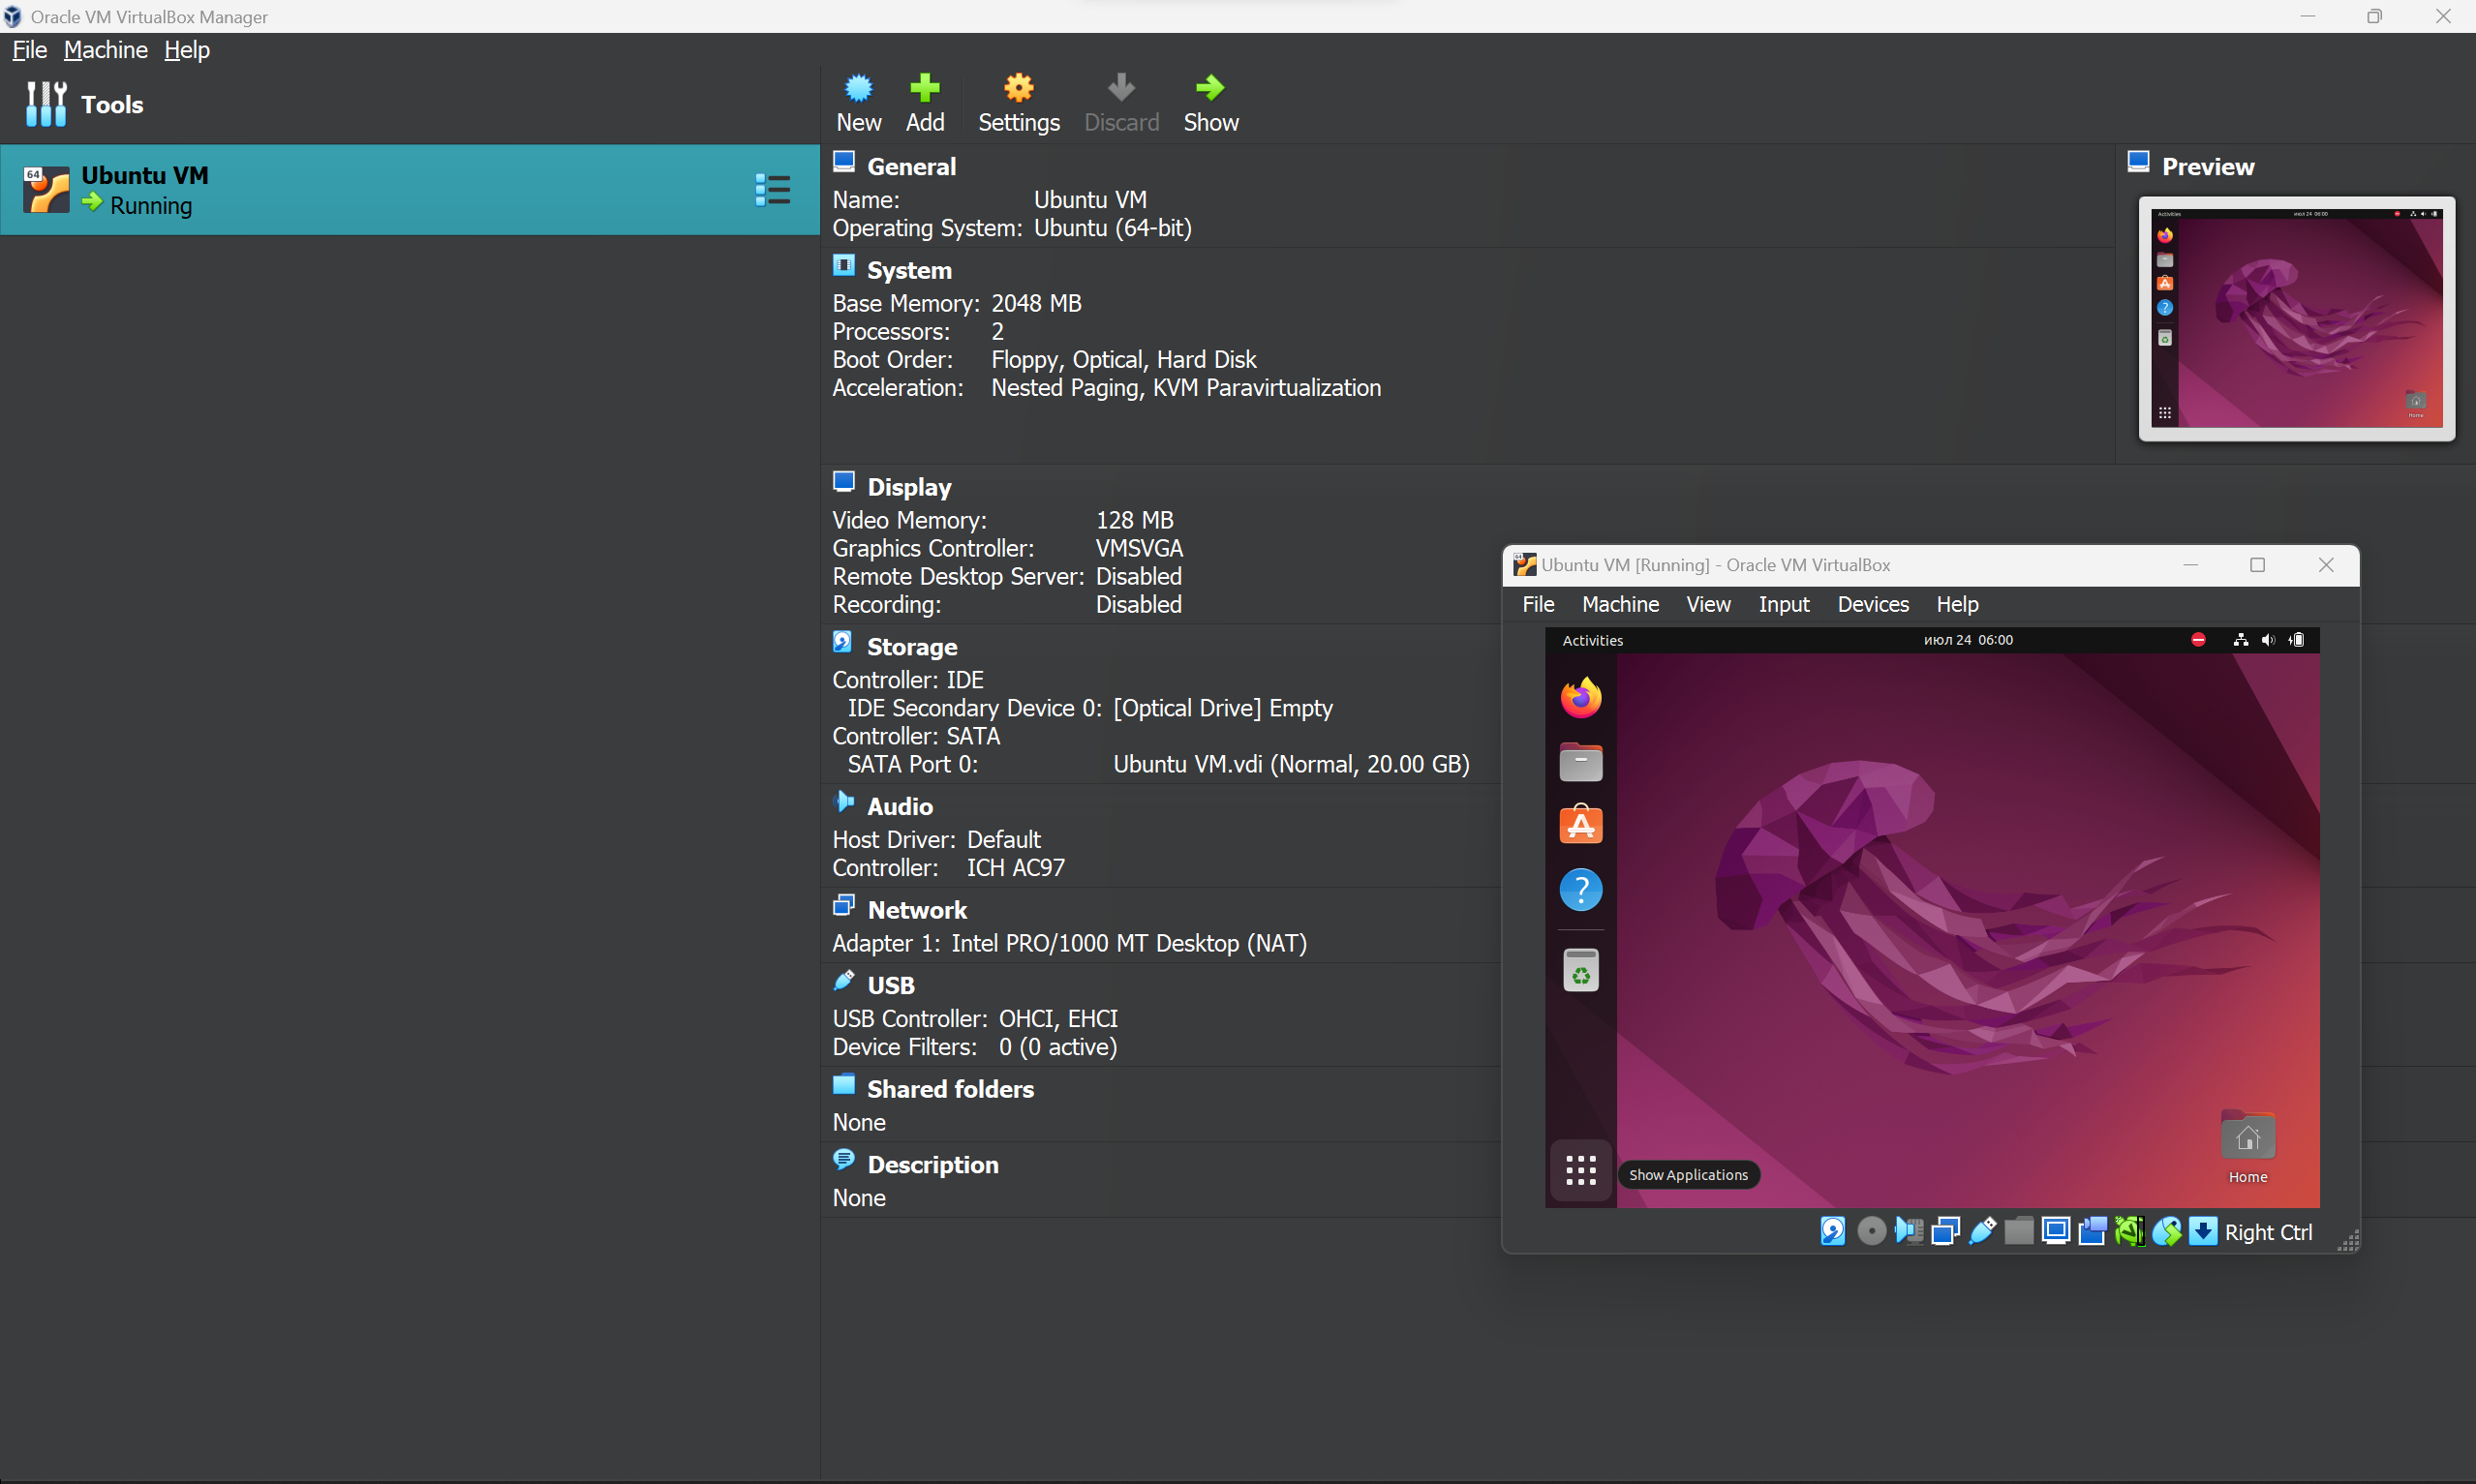 Oracle VM VirtualBox Manager
File Machine Help
Tools
New Add Settings Discard Show
64
Ubuntu VM
Running
General
Name: Ubuntu VM
Operating System: Ubuntu (64-bit)
System
Base Memory: 2048 MB
Processors: 2
Boot Order: Floppy, Optical, Hard Disk
Acceleration: Nested Paging, KVM Paravirtualization
Preview
Activities
июл 24 06:00
Home
Display
Video Memory: 128 MB
Graphics Controller: VMSVGA
Remote Desktop Server: Disabled
Recording: Disabled
Storage
Controller: IDE
IDE Secondary Device 0: [Optical Drive] Empty
Controller: SATA
SATA Port 0: Ubuntu VM.vdi (Normal, 20.00 GB)
Audio
Host Driver: Default
Controller: ICH AC97
Network
Adapter 1: Intel PRO/1000 MT Desktop (NAT)
USB
USB Controller: OHCI, EHCI
Device Filters: 0 (0 active)
Shared folders
None
Description
None
Ubuntu VM [Running] - Oracle VM VirtualBox
File Machine View Input Devices Help
Activities июл 24 06:00
Show Applications
Home
Right Ctrl